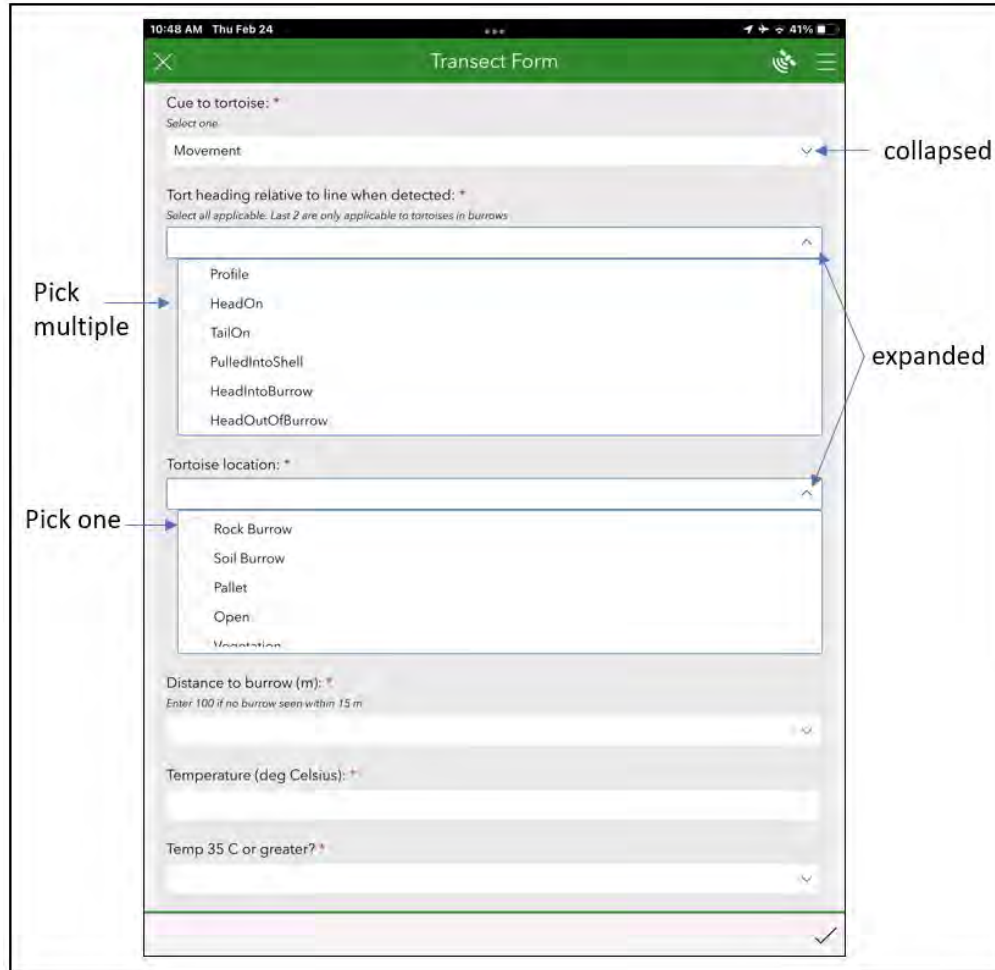 10:48 AM Thu Feb 24
41%
Transect Form
Cue to tortoise: *
Select one
Movement
collapsed
Tort heading relative to line when detected: *
Select all applicable. Last 2 are only applicable to tortoises in burrows
Pick
multiple
Profile
HeadOn
TailOn
PulledIntoShell
HeadIntoBurrow
HeadOutOfBurrow
expanded
Tortoise location: *
Pick one
Rock Burrow
Soil Burrow
Pallet
Open
Vegetation
Distance to burrow (m): *
Enter 100 if no burrow seen within 15 m
Temperature (deg Celsius): *
Temp 35 C or greater? *